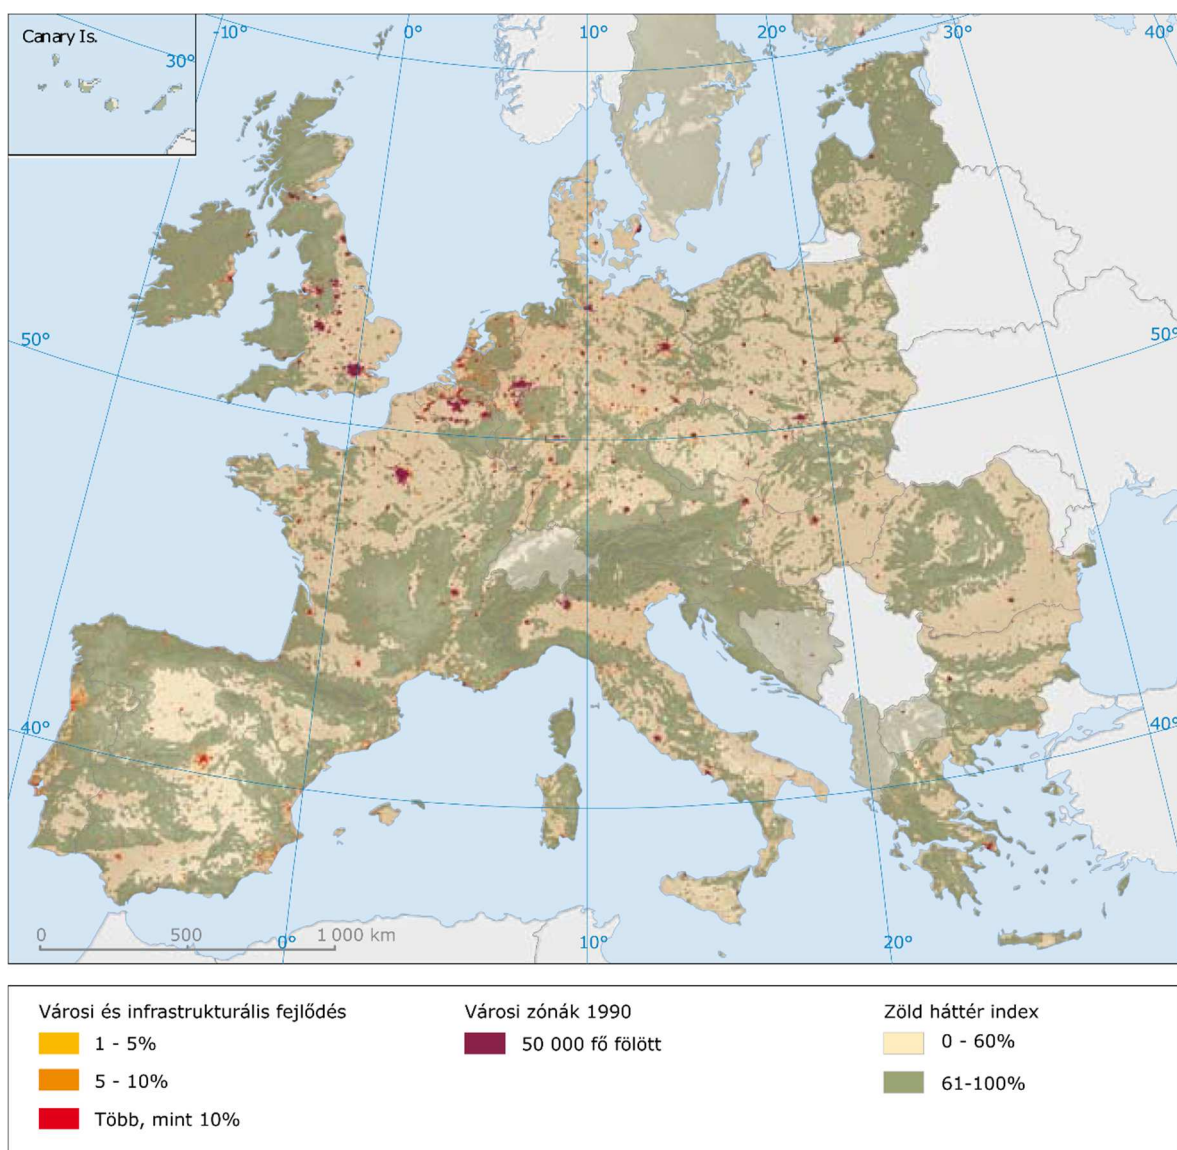 Canary Is.
-10°
0°
10°
20°
30°
40°
30°
50°
50°
40°
40°
0
500
1 000 km
0°
10°
20°
Városi és infrastrukturális fejlődés
1 - 5%
5 - 10%
Több, mint 10%
Városi zónák 1990
50 000 fő fölött
Zöld háttér index
0 - 60%
61-100%